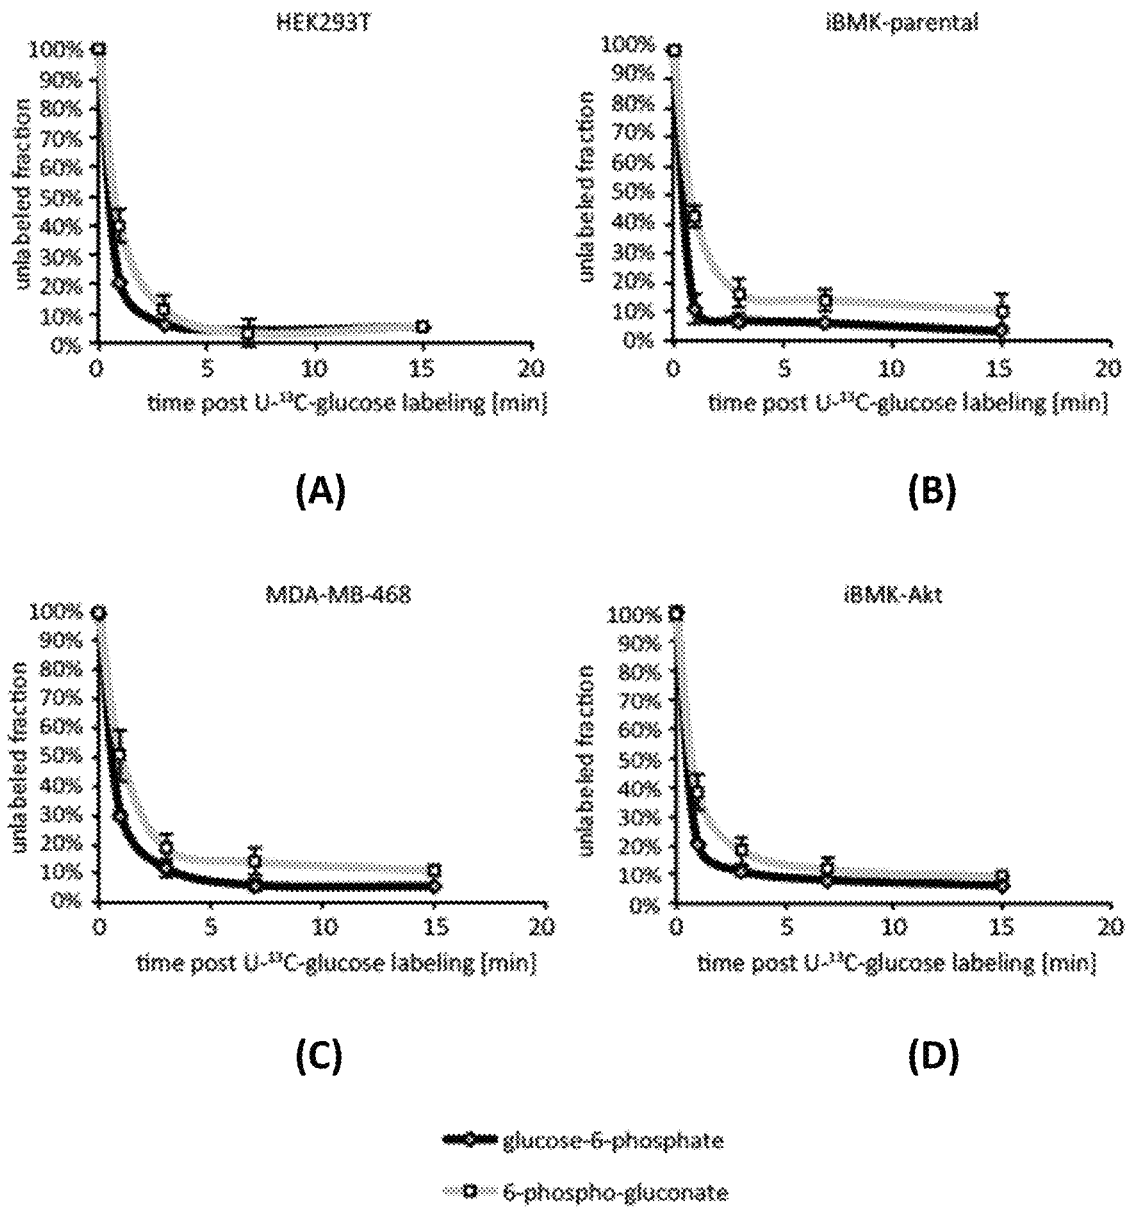 HEK293T
unlabeled fraction
100%
90%
80%
70%
60%
50%
40%
30%
20%
10%
0%
0 5 10 15 20
time post U-¹³C-glucose labeling [min]
(A)
iBMK-parental
unlabeled fraction
100%
90%
80%
70%
60%
50%
40%
30%
20%
10%
0%
0 5 10 15 20
time post U-¹³C-glucose labeling [min]
(B)
MDA-MB-468
unlabeled fraction
100%
90%
80%
70%
60%
50%
40%
30%
20%
10%
0%
0 5 10 15 20
time post U-¹³C-glucose labeling [min]
(C)
iBMK-Akt
unlabeled fraction
100%
90%
80%
70%
60%
50%
40%
30%
20%
10%
0%
0 5 10 15 20
time post U-¹³C-glucose labeling [min]
(D)
glucose-6-phosphate
6-phospho-gluconate